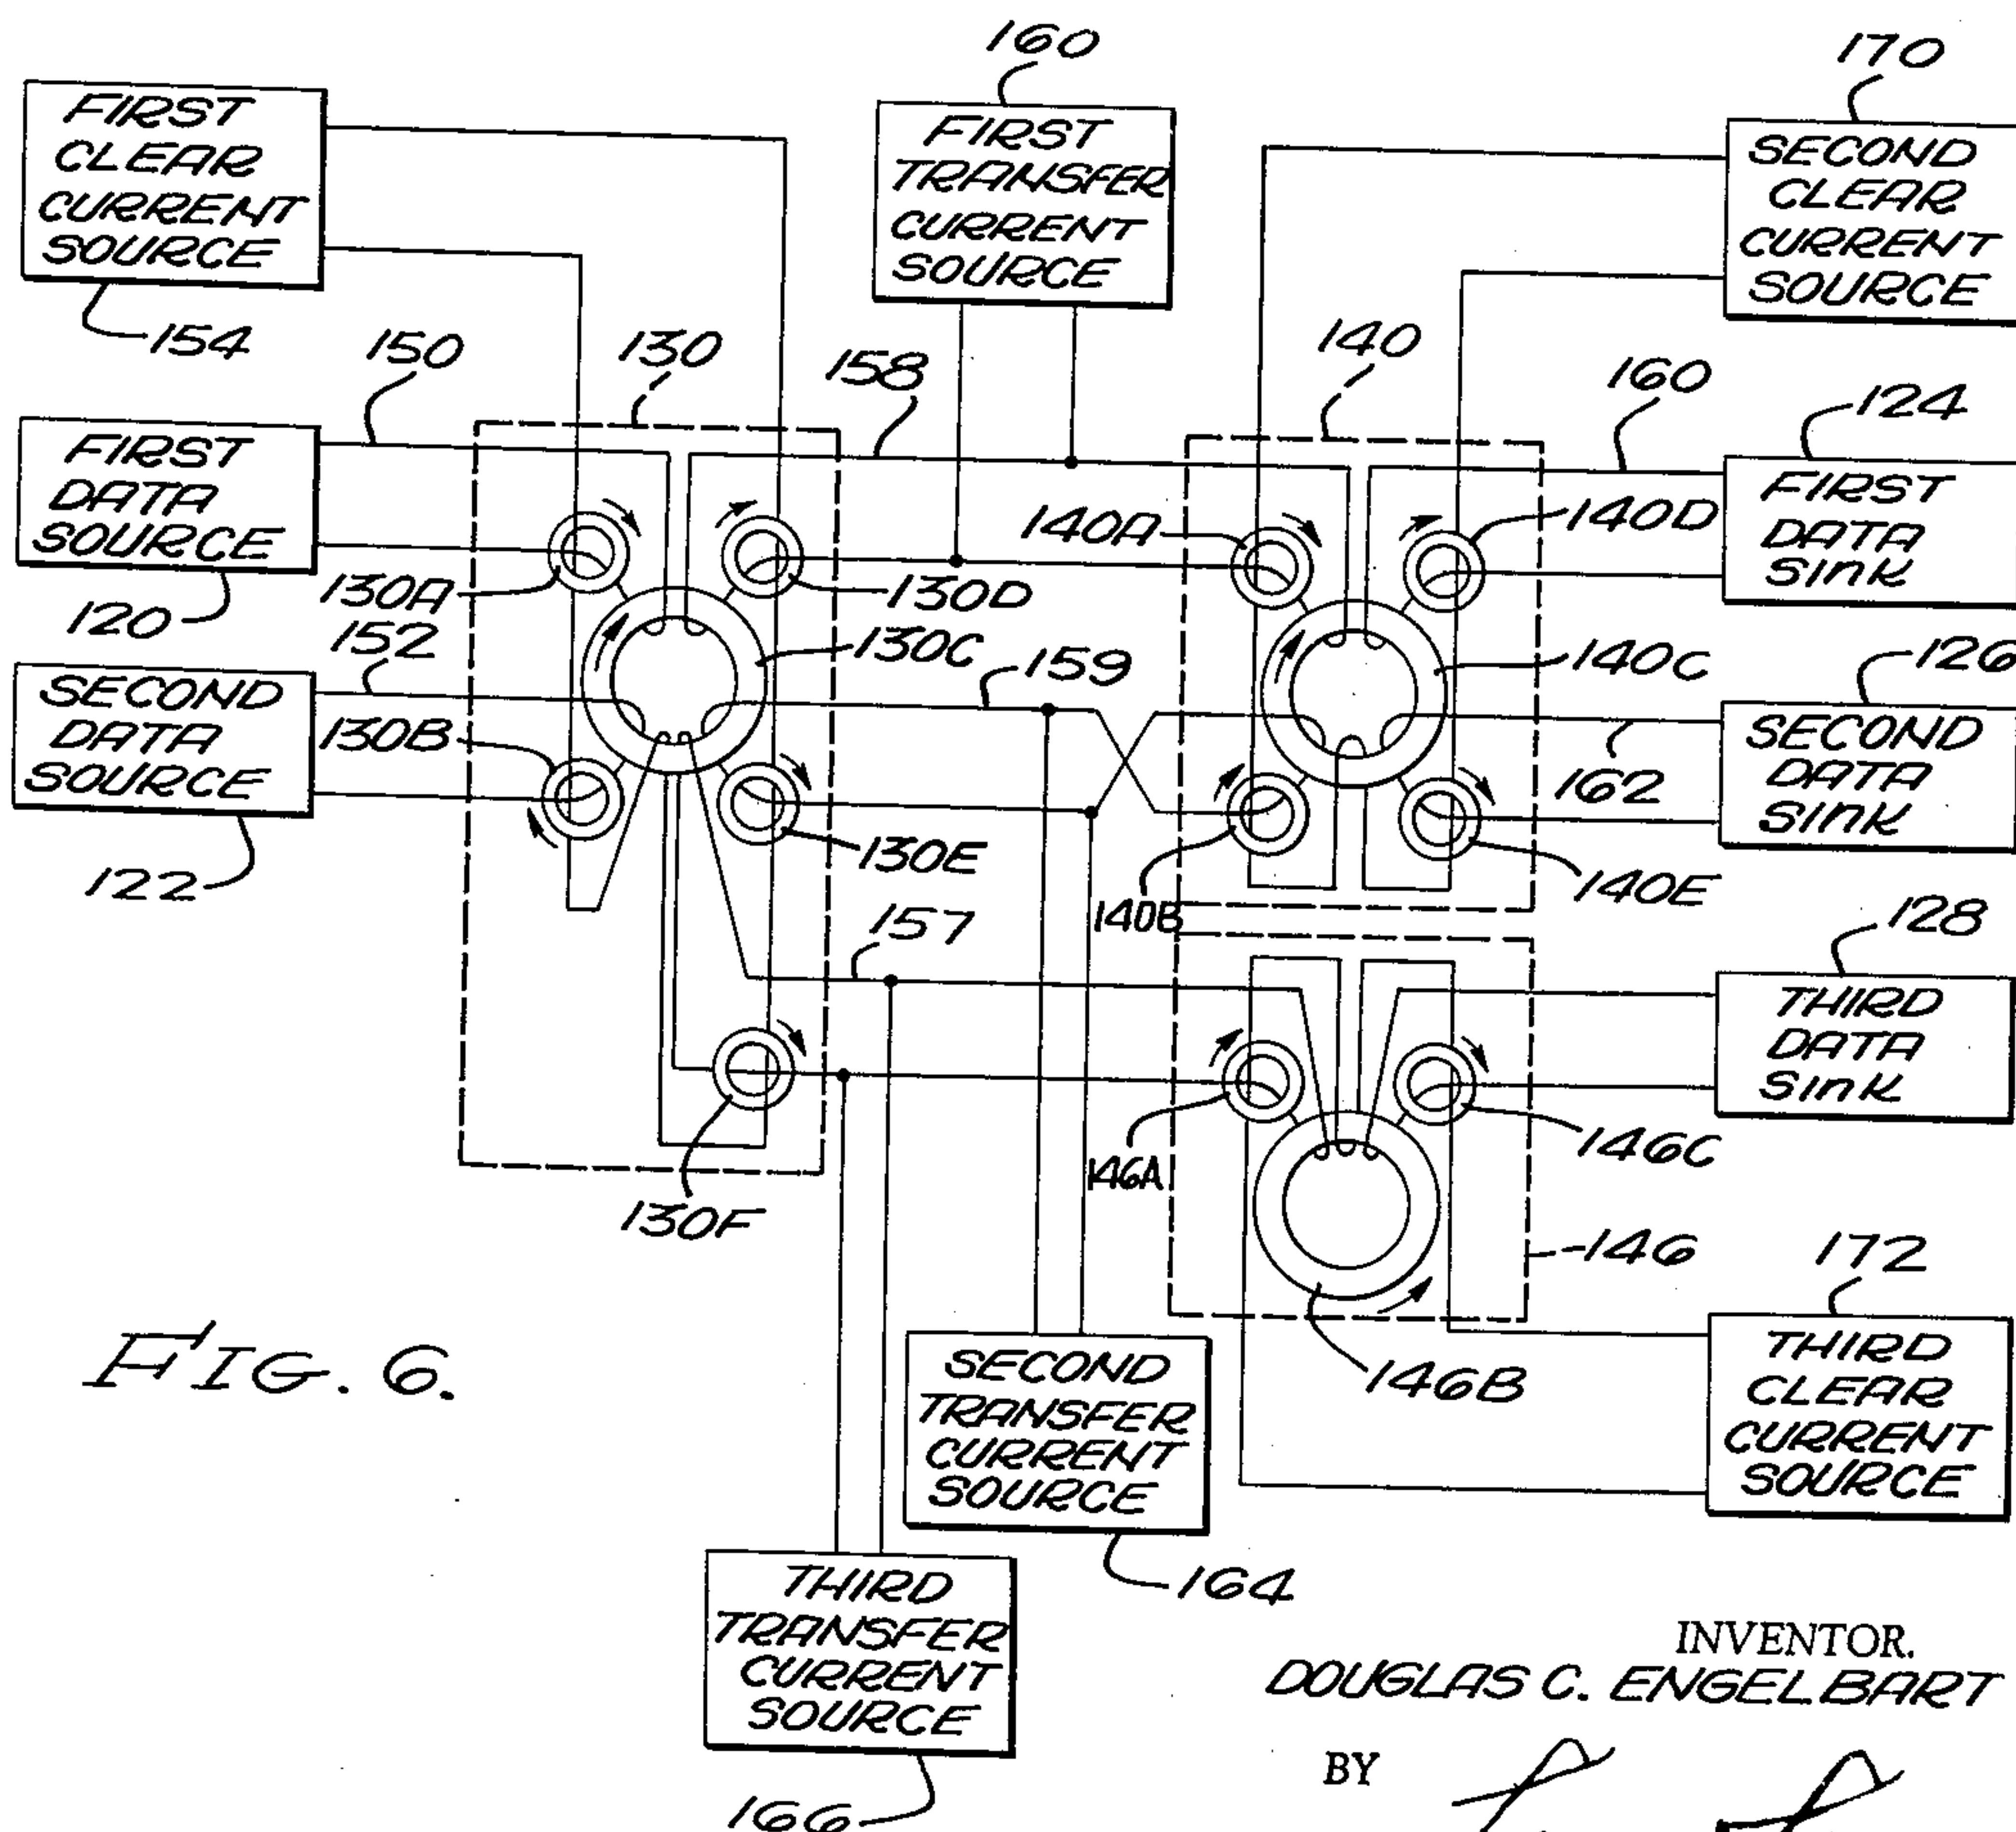 160
170
FIRST
CLEAR
CURRENT
SOURCE
FIRST
TRANSFER
CURRENT
SOURCE
SECOND
CLEAR
CURRENT
SOURCE
154
150
130
158
140
160
124
FIRST
DATA
SOURCE
FIRST
DATA
SINK
140A
140D
130A
130D
120
152
130C
159
140C
126
SECOND
DATA
SOURCE
130B
SECOND
DATA
SINK
162
122
130E
140B
140E
157
128
THIRD
DATA
SINK
146A
146C
130F
146
172
FIG. 6.
146B
SECOND
TRANSFER
CURRENT
SOURCE
THIRD
CLEAR
CURRENT
SOURCE
164
THIRD
TRANSFER
CURRENT
SOURCE
166
INVENTOR.
DOUGLAS C. ENGELBART
BY